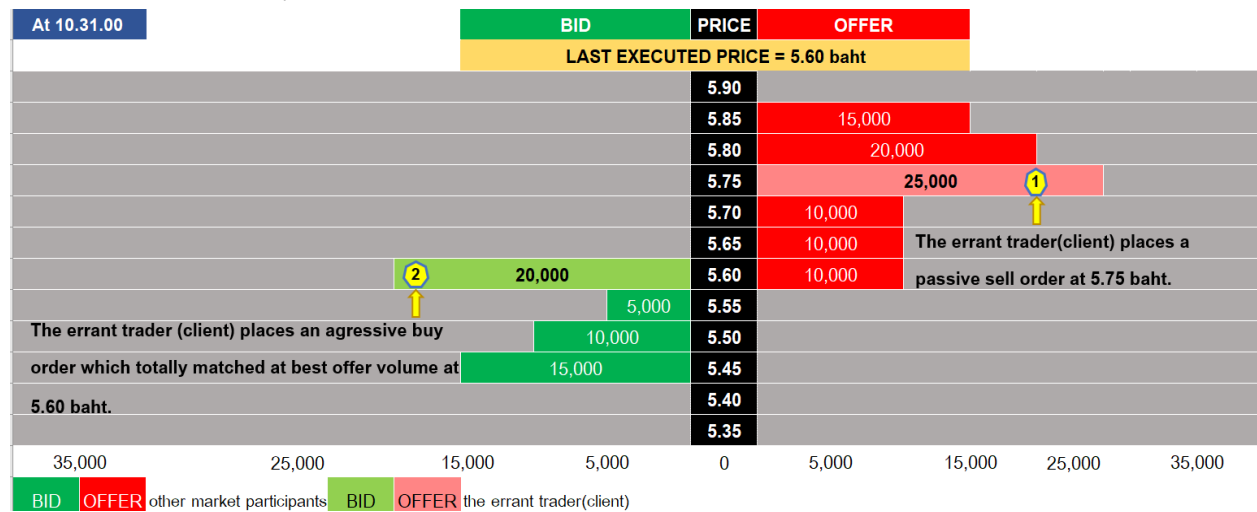 At 10.31.00 BID PRICE OFFER
LAST EXECUTED PRICE = 5.60 baht
5.90
5.85 15,000
5.80 20,000
5.75 25,000 1
5.70 10,000
5.65 10,000 The errant trader(client) places a
2 20,000 5.60 10,000 passive sell order at 5.75 baht.
5,000 5.55
The errant trader (client) places an agressive buy 10,000 5.50
order which totally matched at best offer volume at 15,000 5.45
5.60 baht. 5.40
5.35
35,000 25,000 15,000 5,000 0 5,000 15,000 25,000 35,000
BID OFFER other market participants BID OFFER the errant trader(client)